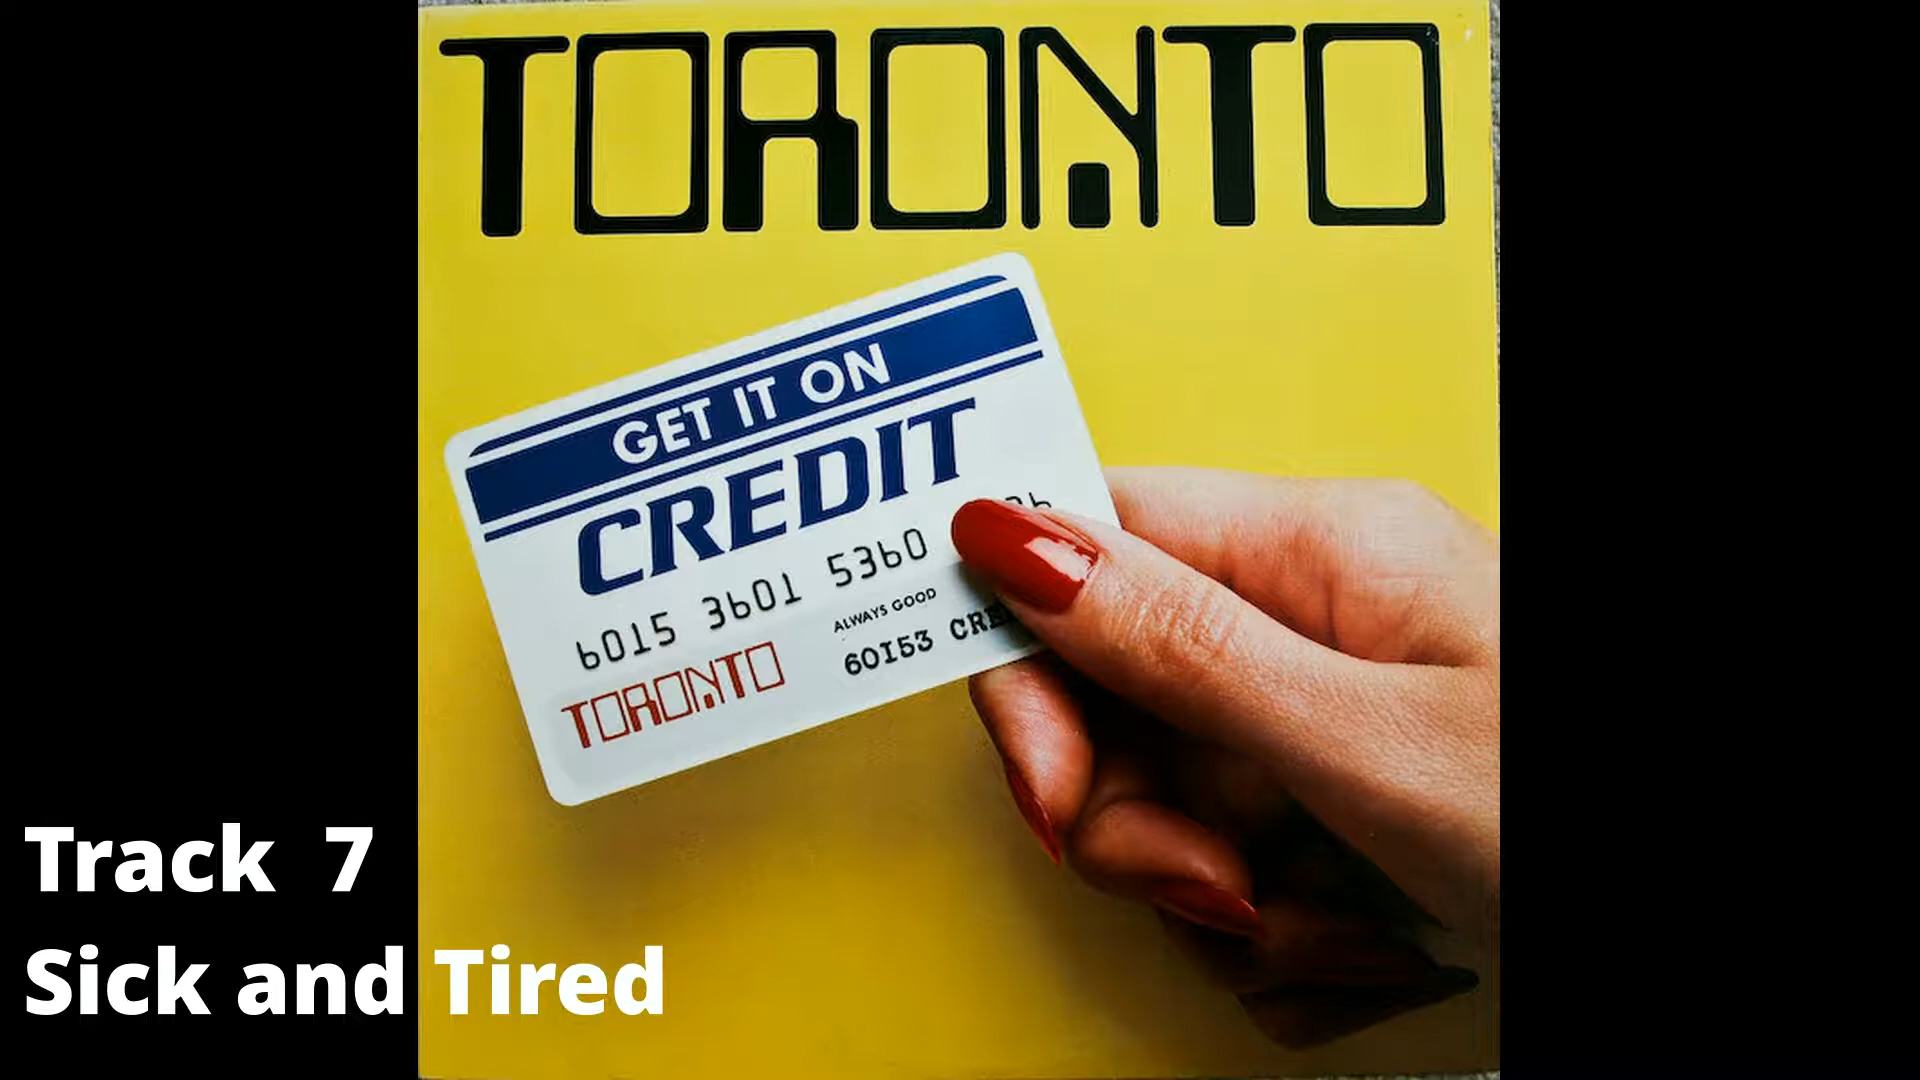 TORONTO
GET IT ON
CREDIT
6015 3601 5360
ALWAYS GOOD
60153
TORONTO
Track 7
Sick and Tired